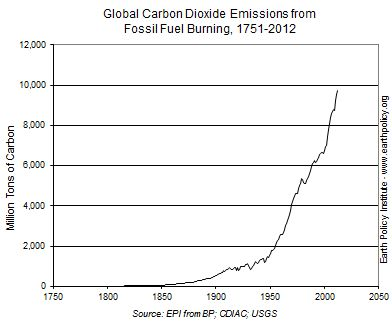 Global Carbon Dioxide Emissions from
Fossil Fuel Burning, 1751-2012
Million Tons of Carbon
12,000
10,000
8,000
6,000
4,000
2,000
0
1750 1800 1850 1900 1950 2000 2050
Earth Policy Institute - www.earthpolicy.org
Source: EPI from BP; CDIAC; USGS